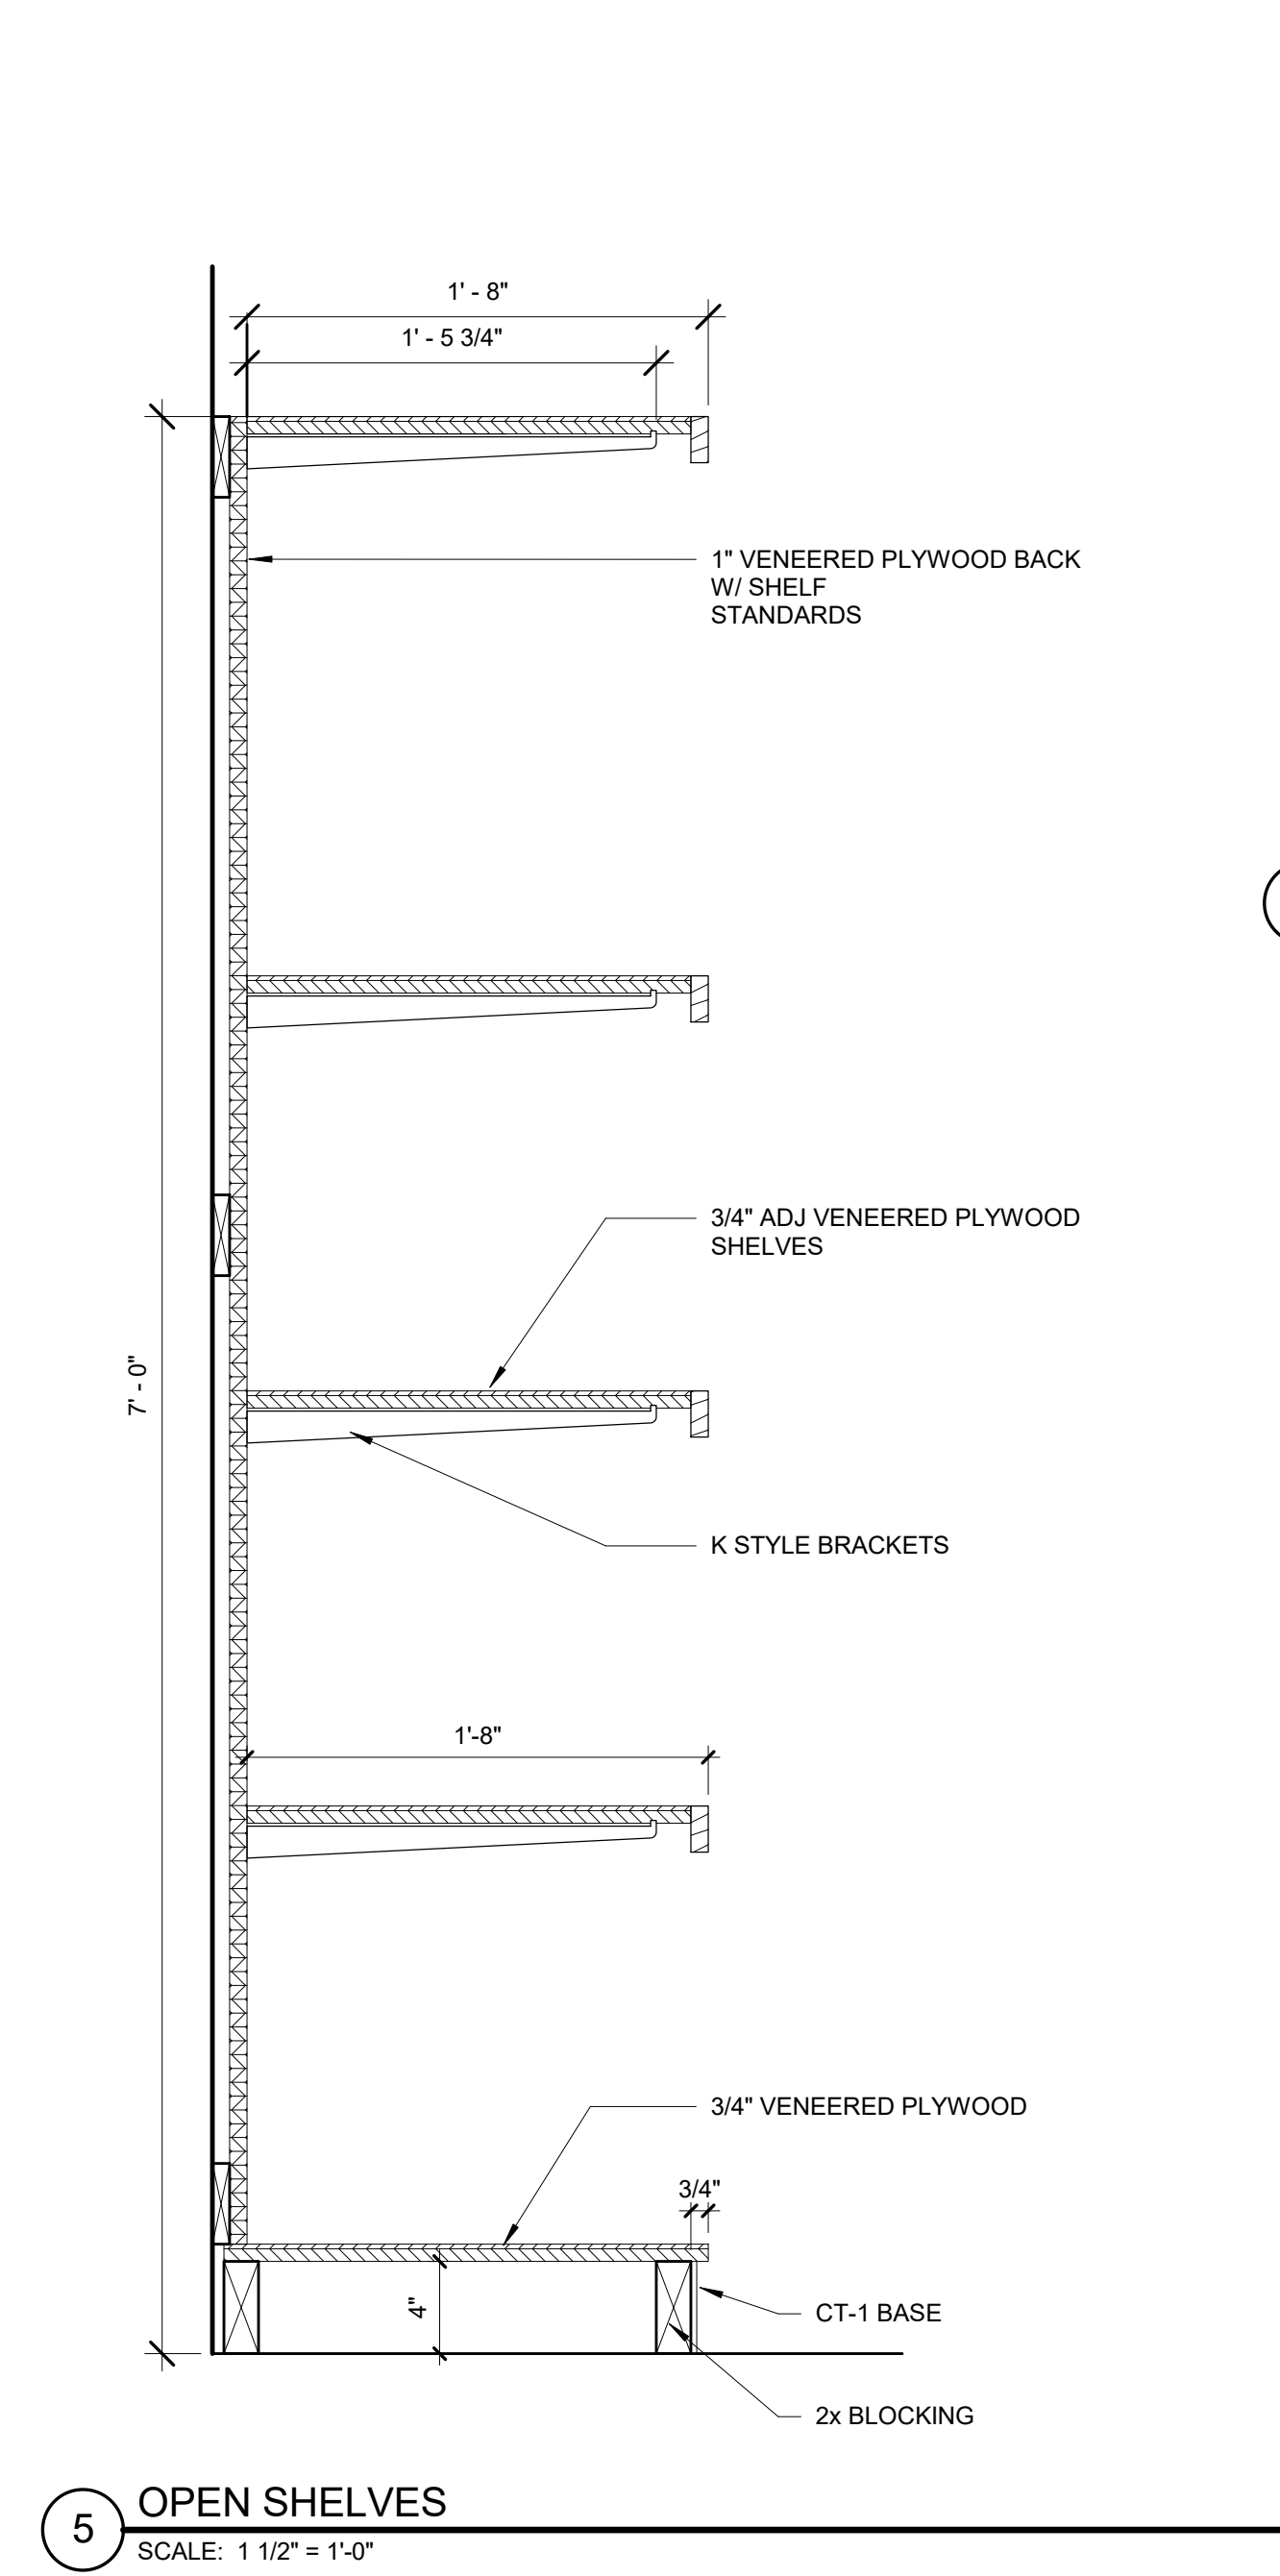 1' - 8"
1' - 5 3/4"
1" VENEERED PLYWOOD BACK
W/ SHELF
STANDARDS
3/4" ADJ VENEERED PLYWOOD
SHELVES
7' - 0"
K STYLE BRACKETS
1'-8"
3/4" VENEERED PLYWOOD
3/4"
4"
CT-1 BASE
2x BLOCKING
5
OPEN SHELVES
SCALE: 1 1/2" = 1'-0"